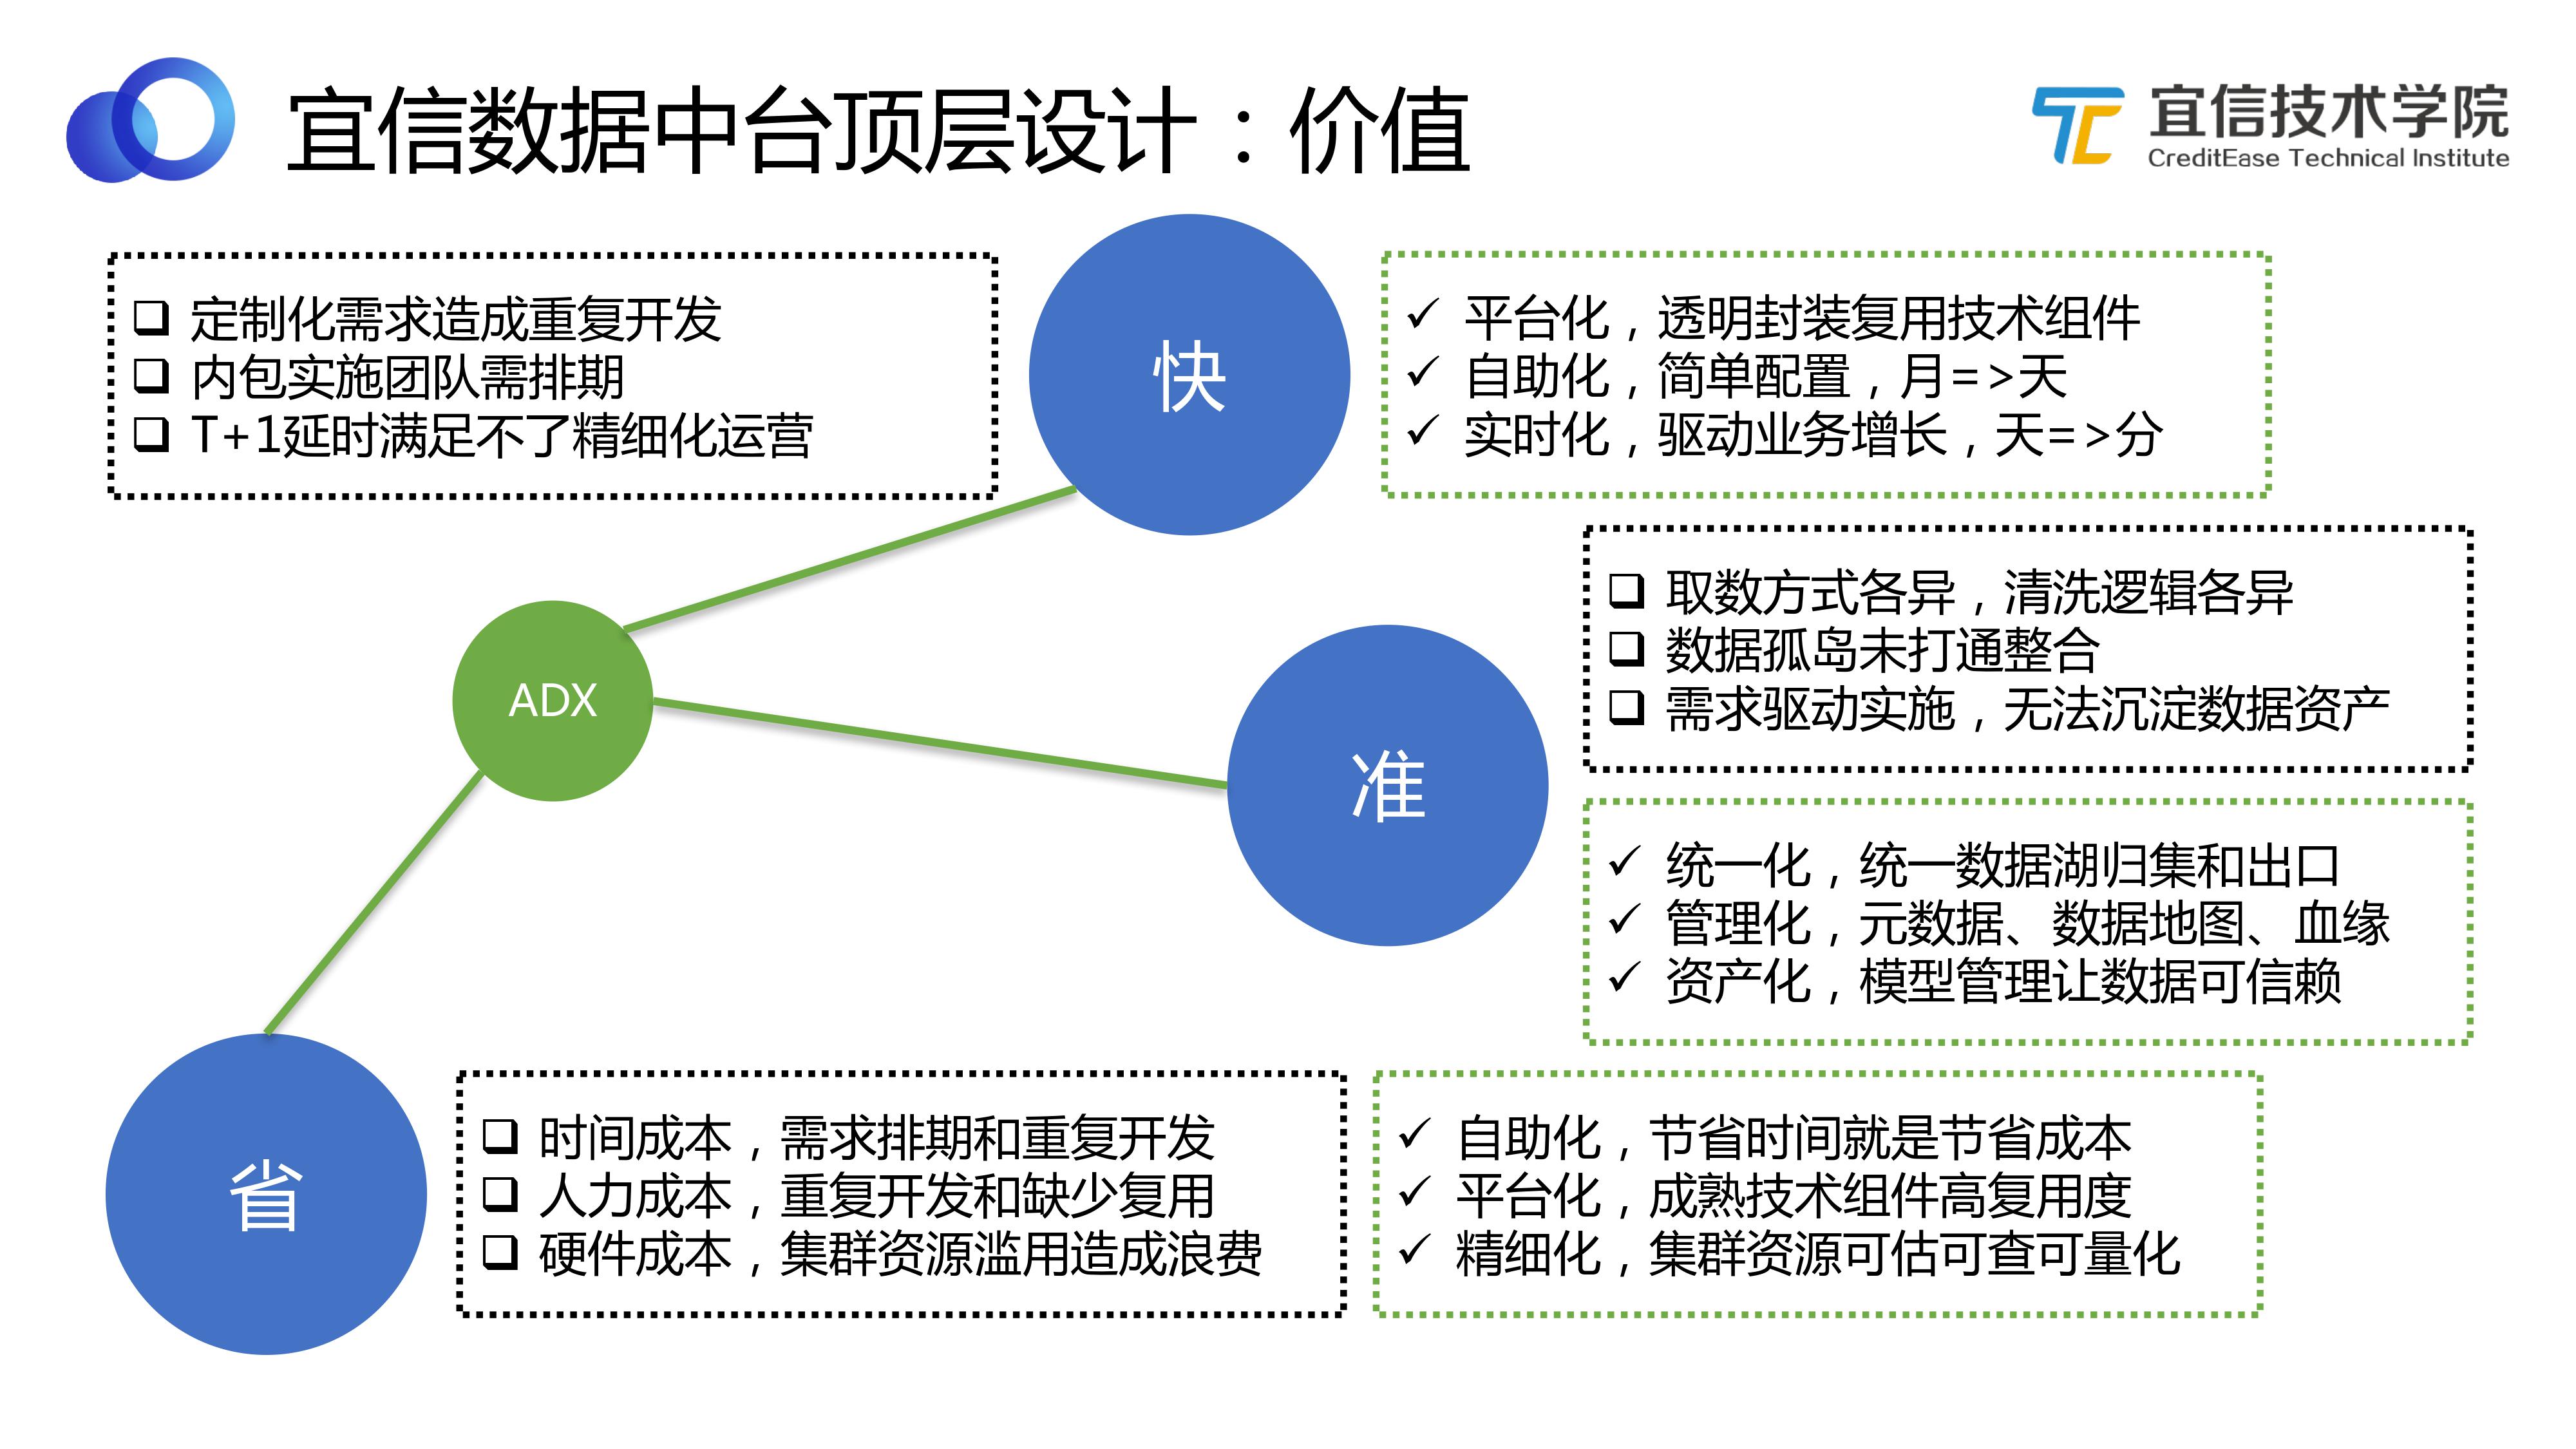 宜信数据中台顶层设计：价值
宜信技术学院
CreditEase Technical Institute
定制化需求造成重复开发
内包实施团队需排期
T+1延时满足不了精细化运营
快
平台化，透明封装复用技术组件
自助化，简单配置，月=>天
实时化，驱动业务增长，天=>分
ADX
准
取数方式各异，清洗逻辑各异
数据孤岛未打通整合
需求驱动实施，无法沉淀数据资产
统一化，统一数据湖归集和出口
管理化，元数据、数据地图、血缘
资产化，模型管理让数据可信赖
省
时间成本，需求排期和重复开发
人力成本，重复开发和缺少复用
硬件成本，集群资源滥用造成浪费
自助化，节省时间就是节省成本
平台化，成熟技术组件高复用度
精细化，集群资源可估可查可量化